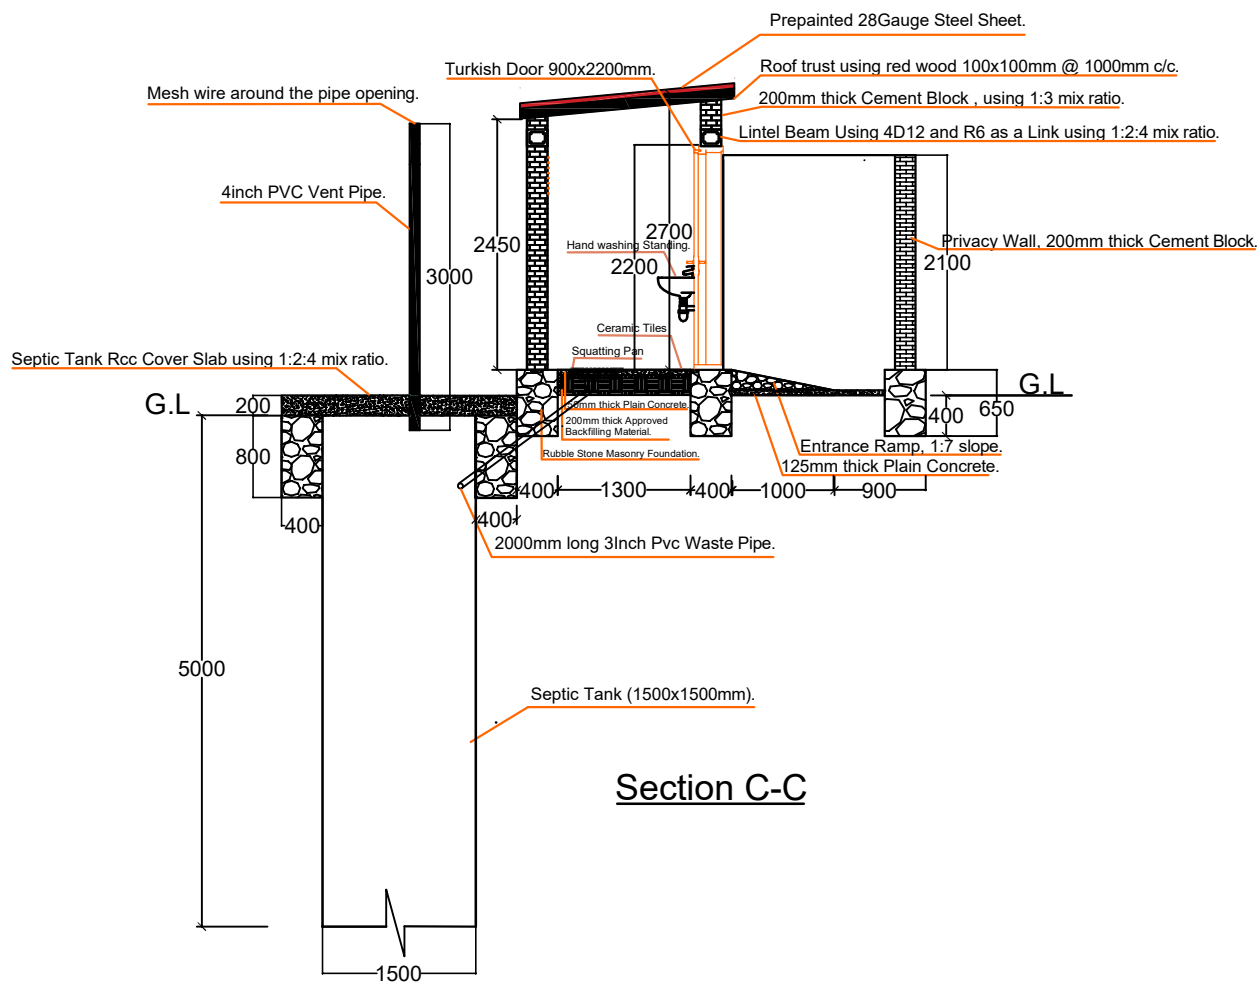 Prepainted 28Gauge Steel Sheet.
Turkish Door 900x2200mm.
Roof trust using red wood 100x100mm @ 1000mm c/c.
Mesh wire around the pipe opening.
200mm thick Cement Block , using 1:3 mix ratio.
Lintel Beam Using 4D12 and R6 as a Link using 1:2:4 mix ratio.
4inch PVC Vent Pipe.
2450
2700
Hand washing Standing.
2200
Privacy Wall, 200mm thick Cement Block.
2100
3000
Ceramic Tiles
Squatting Pan
Septic Tank Rcc Cover Slab using 1:2:4 mix ratio.
G.L
G.L
200
mm thick Plain Concrete.
200mm thick Approved
Backfilling Material.
400
650
800
Rubble Stone Masonry Foundation.
Entrance Ramp, 1:7 slope.
125mm thick Plain Concrete.
400
1300
400
1000
900
400
400
2000mm long 3Inch Pvc Waste Pipe.
5000
Septic Tank (1500x1500mm).
Section C-C
1500